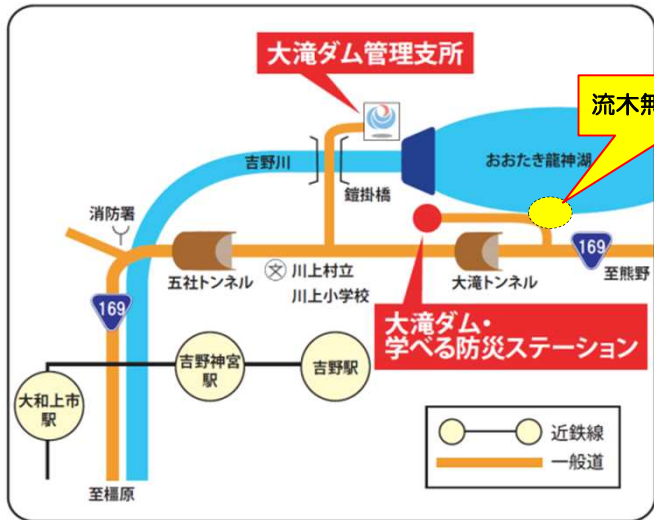 大滝ダム管理支所
流木無
吉野川
おおたき龍神湖
鎧掛橋
消防署
五社トンネル
文
川上村立
川上小学校
大滝トンネル
169
至熊野
169
大滝ダム・
学べる防災ステーション
吉野神宮
駅
吉野駅
大和上市
駅
近鉄線
一般道
至橿原